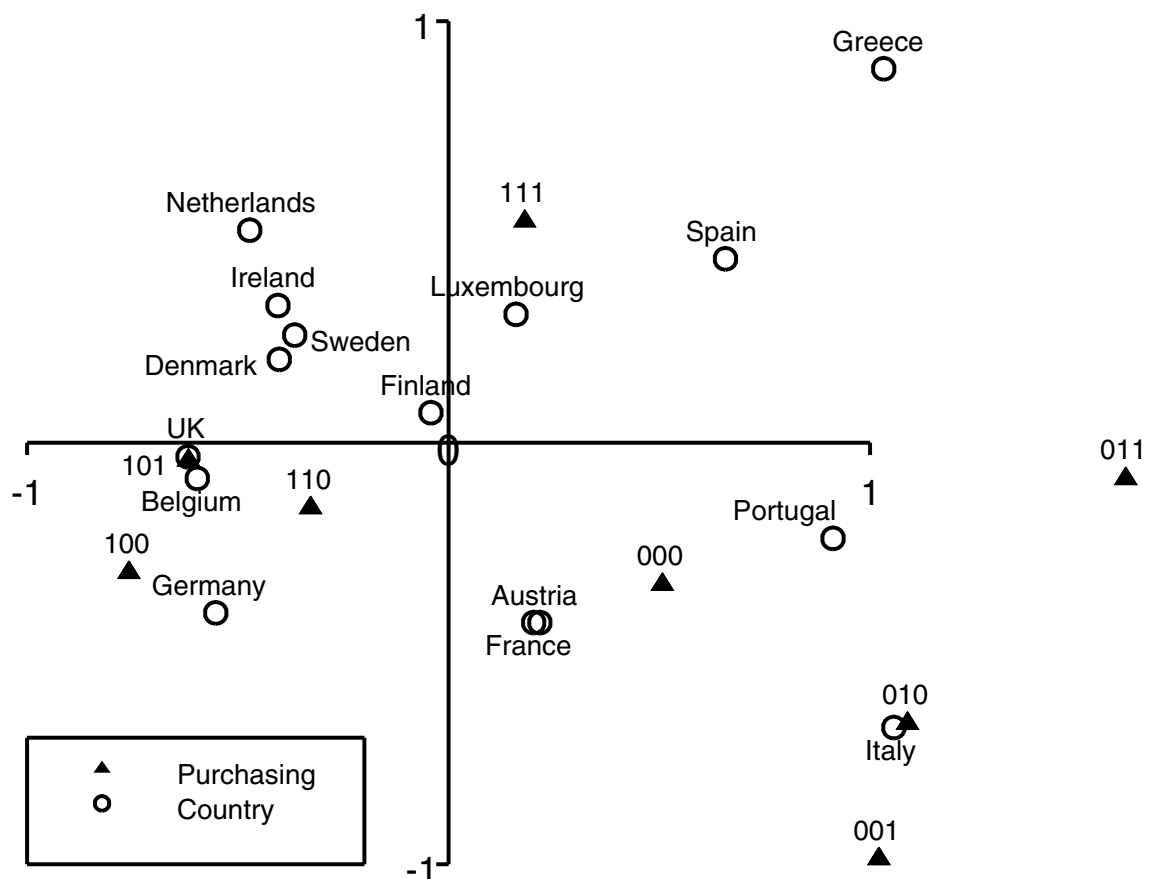 1
Greece
Netherlands
111
Spain
Ireland
Luxembourg
Sweden
Denmark
Finland
UK
0
101
110
011
-1
1
Belgium
Portugal
100
000
Germany
Austria
France
010
Italy
Purchasing
Country
001
-1